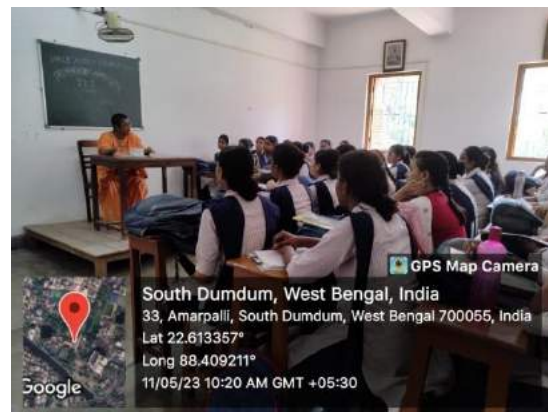 GPS Map Camera
South Dumdum, West Bengal, India
33, Amarpalli, South Dumdum, West Bengal 700055, India
Lat 22.613357°
Long 88.409211°
11/05/23 10:20 AM GMT +05:30
Google